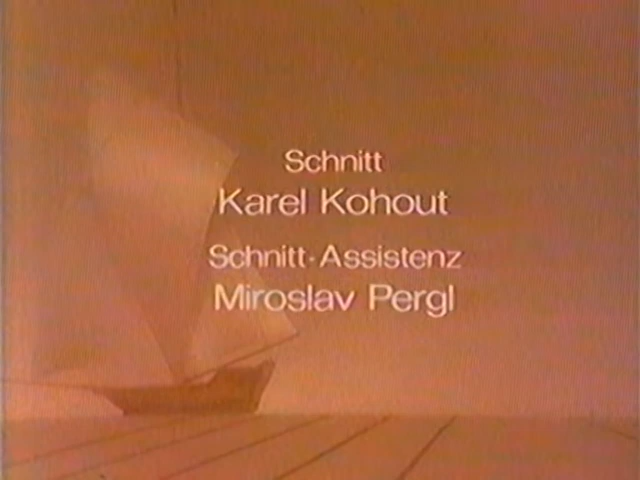 Schnitt
Karel Kohout
Schnitt-Assistenz
Miroslav Pergl